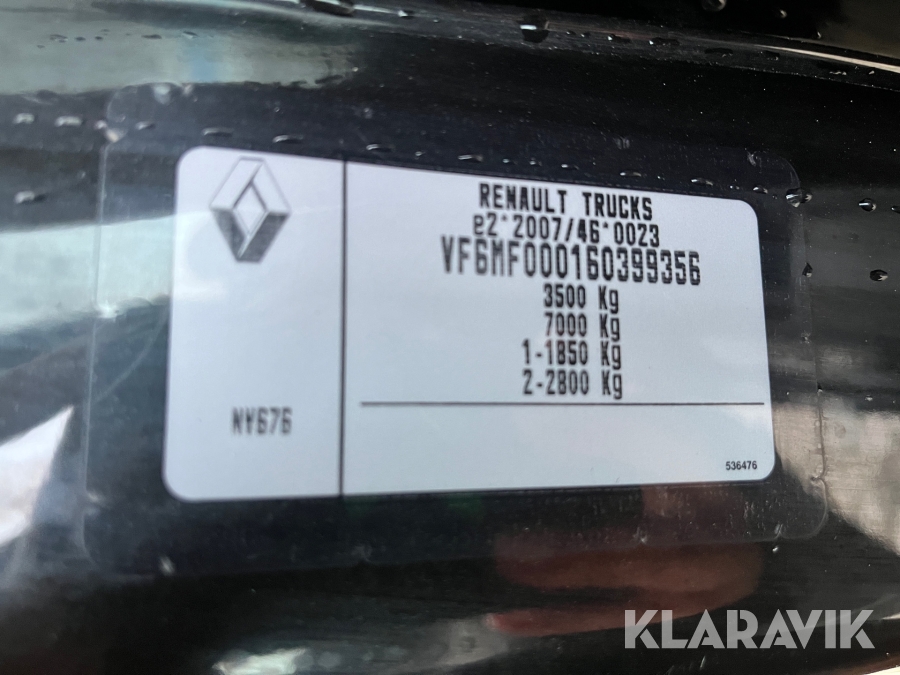 RENAULT TRUCKS
e2*2007/46*0023
VF6MF000160399356
3500 Kg
7000 Kg
1-1850 Kg
2-2800 Kg
NV676
536476
KLARAVIK